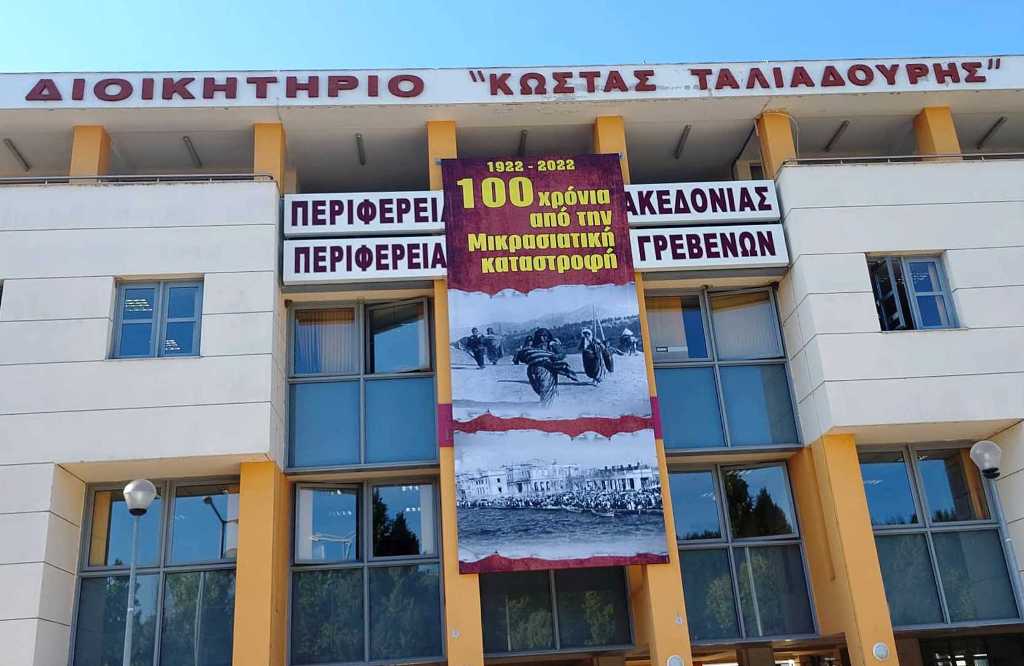 ΔΙΟΙΚΗΤΗΡΙΟ "ΚΩΣΤΑΣ ΤΑΛΙΑΔΟΥΡΗΣ"
1922 - 2022
100 χρόνια
από την
Μικρασιατική
καταστροφή
ΠΕΡΙΦΕΡΕΙΑ ΑΚΕΔΟΝΙΑΣ
ΠΕΡΙΦΕΡΕΙΑ ΓΡΕΒΕΝΩΝ